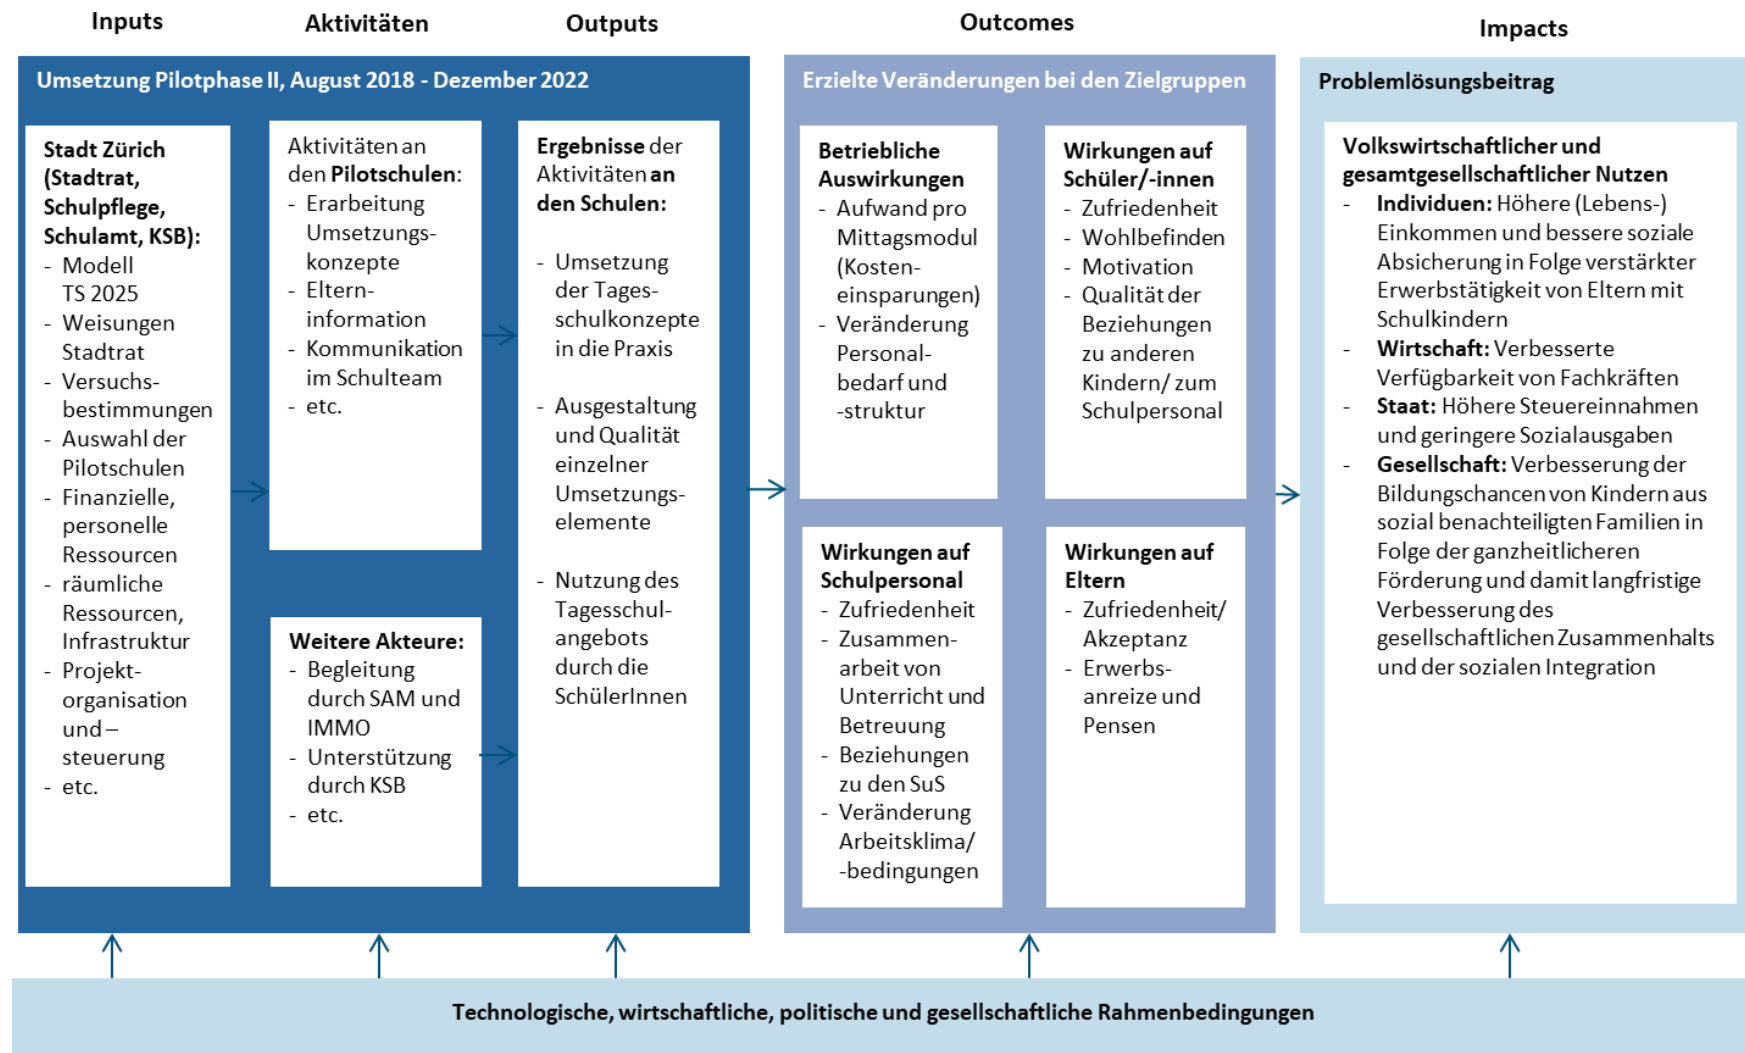 Inputs
Aktivitäten
Outputs
Outcomes
Impacts
Umsetzung Pilotphase II, August 2018 - Dezember 2022
Stadt Zürich
(Stadtrat,
Schulpflege,
Schulamt, KSB):
- Modell
TS 2025
- Weisungen
Stadtrat
- Versuchs-
bestimmungen
- Auswahl der
Pilotschulen
- Finanzielle,
personelle
Ressourcen
- räumliche
Ressourcen,
Infrastruktur
- Projekt-
organisation
und –
steuerung
- etc.
Aktivitäten an
den Pilotschulen:
- Erarbeitung
Umsetzungs-
konzepte
- Eltern-
information
- Kommunikation
im Schulteam
- etc.
Weitere Akteure:
- Begleitung
durch SAM und
IMMO
- Unterstützung
durch KSB
- etc.
Ergebnisse der
Aktivitäten an
den Schulen:
- Umsetzung
der Tages-
schulkonzepte
in die Praxis
- Ausgestaltung
und Qualität
einzelner
Umsetzungs-
elemente
- Nutzung des
Tagesschul-
angebots
durch die
SchülerInnen
Erzielte Veränderungen bei den Zielgruppen
Betriebliche
Auswirkungen
- Aufwand pro
Mittagsmodul
(Kosten-
einsparungen)
- Veränderung
Personal-
bedarf und
-struktur
Wirkungen auf
Schüler/-innen
- Zufriedenheit
- Wohlbefinden
- Motivation
- Qualität der
Beziehungen
zu anderen
Kindern/ zum
Schulpersonal
Wirkungen auf
Schulpersonal
- Zufriedenheit
- Zusammen-
arbeit von
Unterricht und
Betreuung
- Beziehungen
zu den SuS
- Veränderung
Arbeitsklima/
-bedingungen
Wirkungen auf
Eltern
- Zufriedenheit/
Akzeptanz
- Erwerbs-
anreize und
Pensen
Problemlösungsbeitrag
Volkswirtschaftlicher und
gesamtgesellschaftlicher Nutzen
- Individuen: Höhere (Lebens-)
Einkommen und bessere soziale
Absicherung in Folge verstärkter
Erwerbstätigkeit von Eltern mit
Schulkindern
- Wirtschaft: Verbesserte
Verfügbarkeit von Fachkräften
- Staat: Höhere Steuereinnahmen
und geringere Sozialausgaben
- Gesellschaft: Verbesserung der
Bildungschancen von Kindern aus
sozial benachteiligten Familien in
Folge der ganzheitlicheren
Förderung und damit langfristige
Verbesserung des
gesellschaftlichen Zusammenhalts
und der sozialen Integration
Technologische, wirtschaftliche, politische und gesellschaftliche Rahmenbedingungen